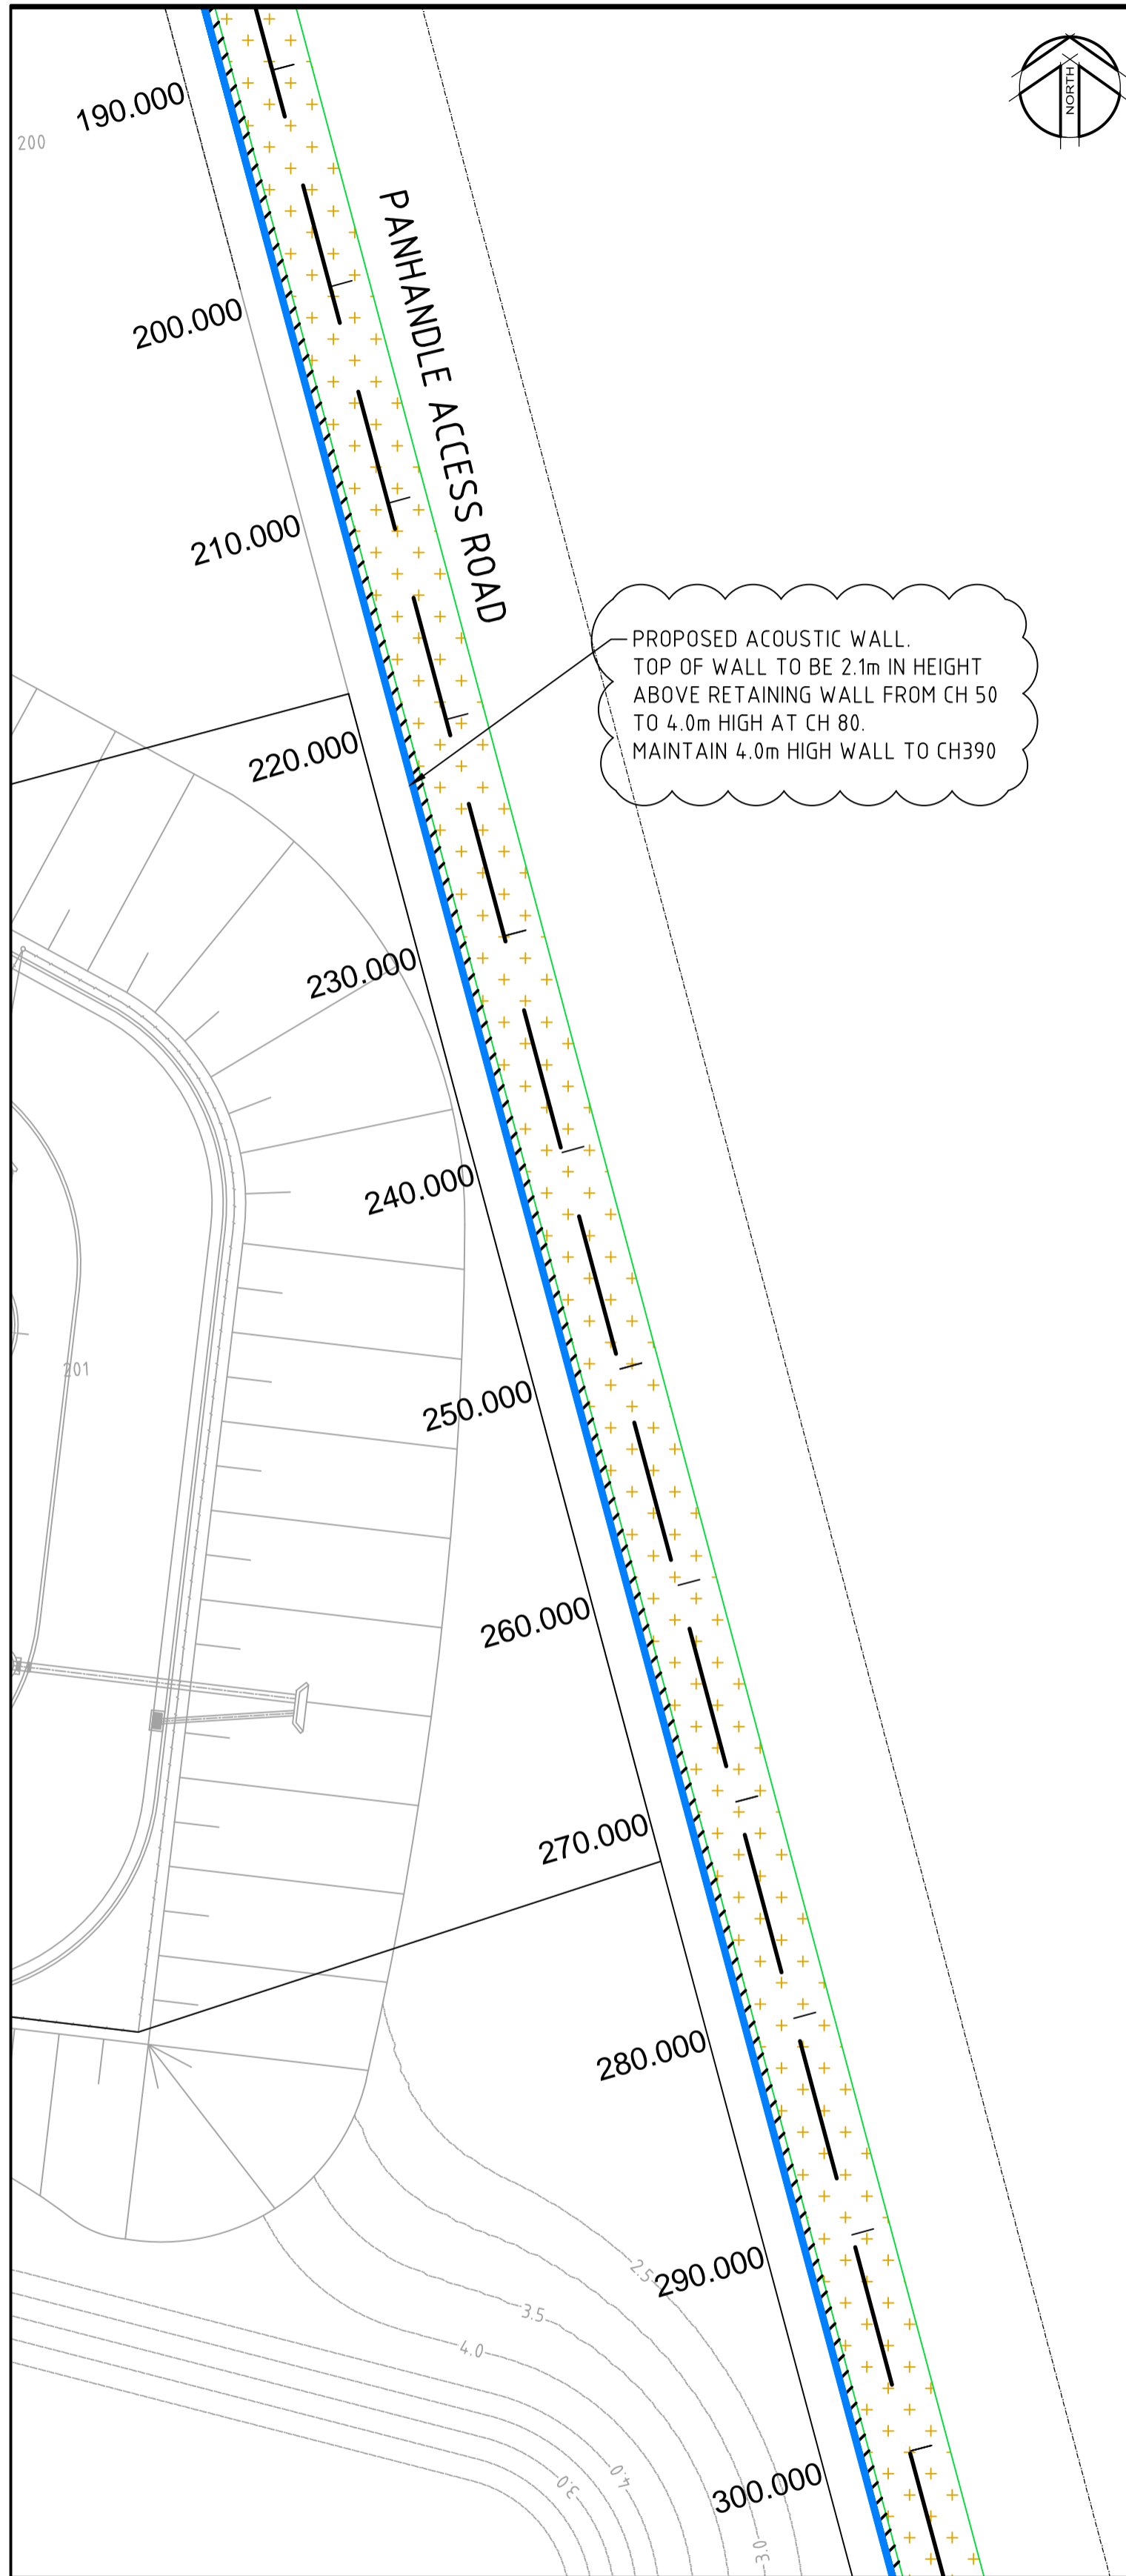 NORTH
190.000
200
PANHANDLE ACCESS ROAD
200.000
210.000
PROPOSED ACOUSTIC WALL.
TOP OF WALL TO BE 2.1m IN HEIGHT
ABOVE RETAINING WALL FROM CH 50
TO 4.0m HIGH AT CH 80.
MAINTAIN 4.0m HIGH WALL TO CH390
220.000
230.000
240.000
201
250.000
260.000
270.000
280.000
290.000
2.5
3.5
4.0
300.000
4.0
3.0
3.0